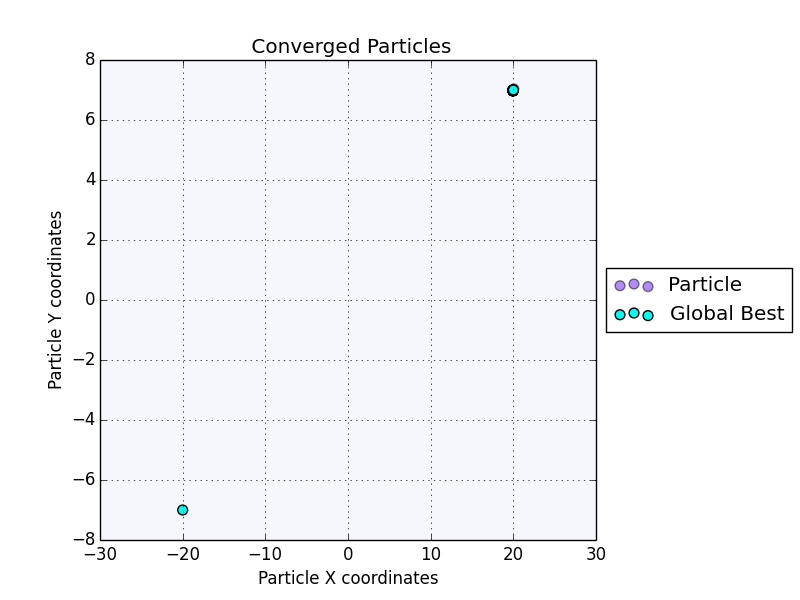 Converged Particles
8
6
4
2
0
−2
−4
−6
−8
−30 −20 −10 0 10 20 30
Particle X coordinates
Particle Y coordinates
Particle
Global Best